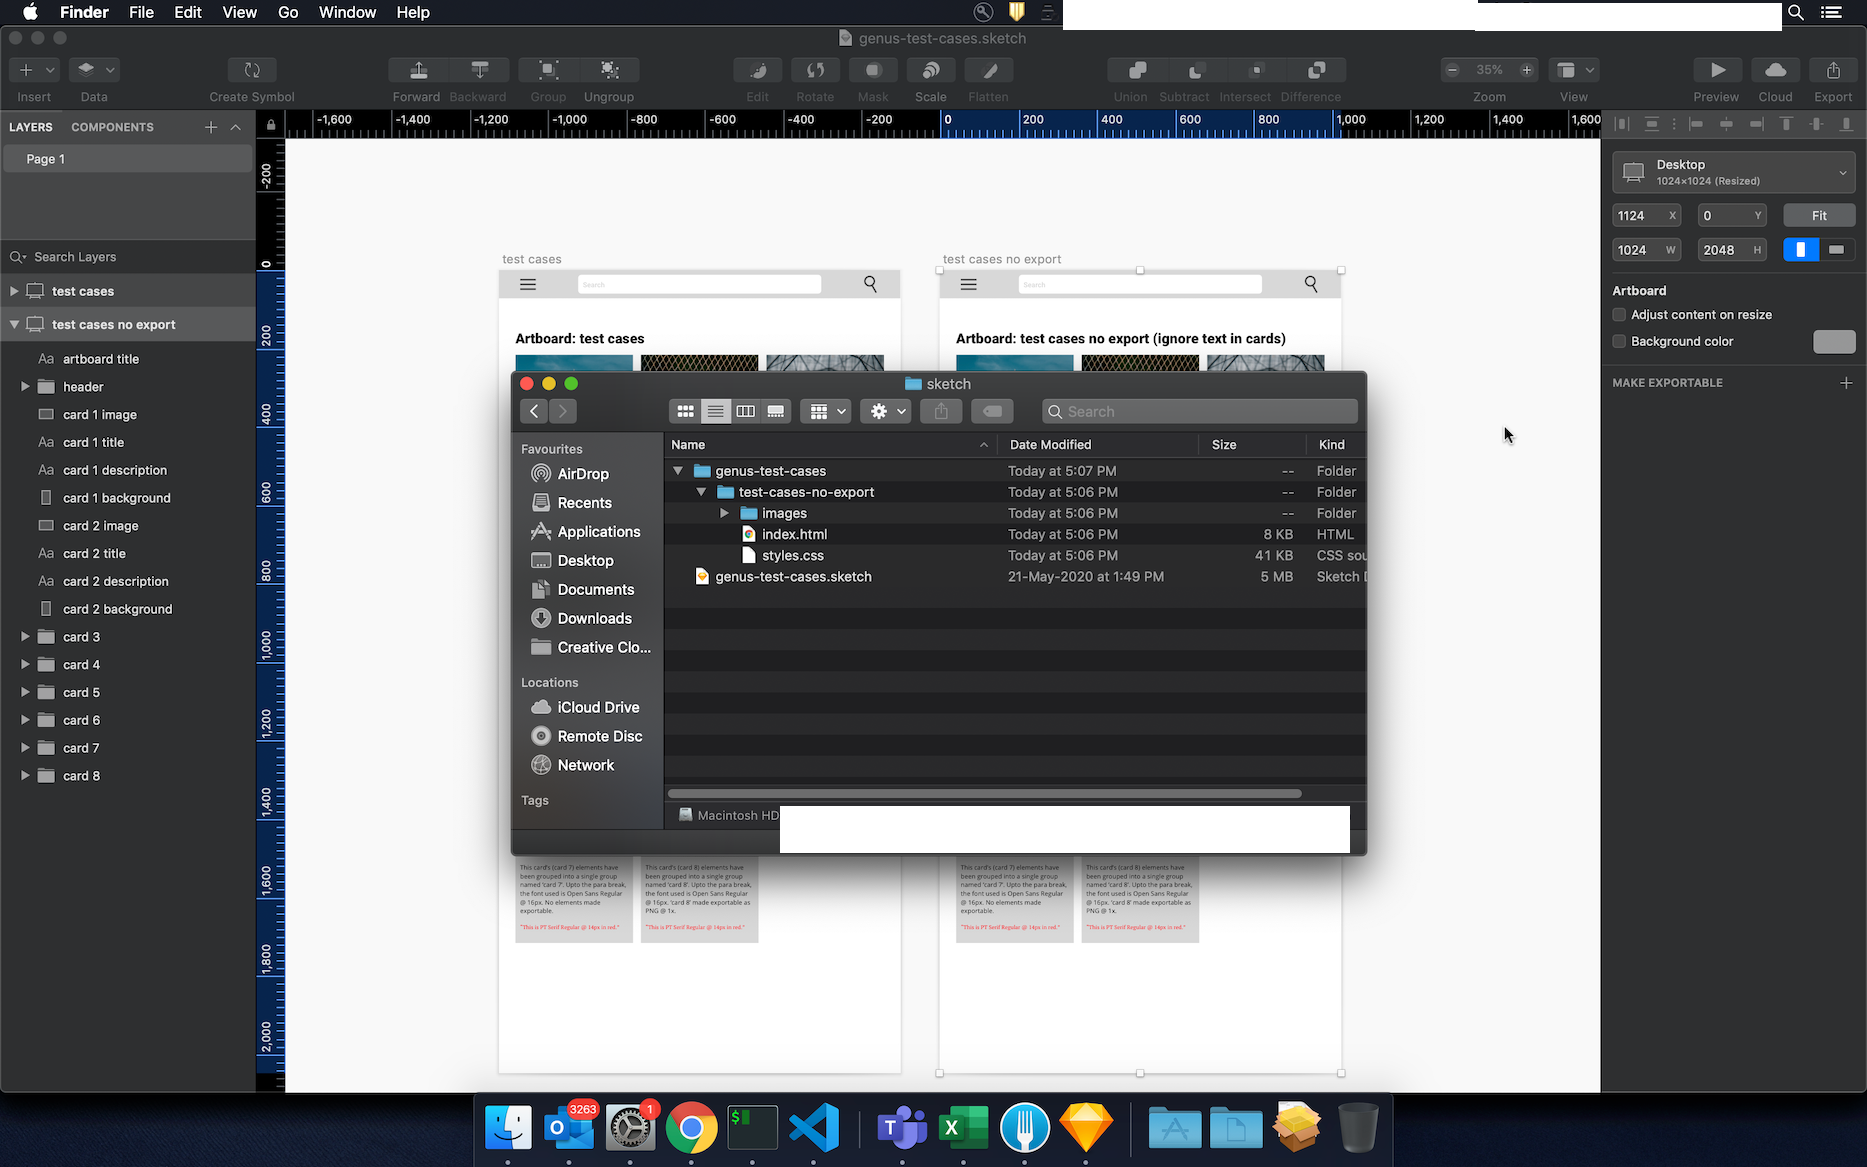 Finder File Edit View Go Window Help
genus-test-cases.sketch
Insert Data Create Symbol Forward Backward Group Ungroup Edit Rotate Mask Scale Flatten Union Subtract Intersect Difference 35% Zoom View Preview Cloud Export
LAYERS COMPONENTS
-1,600 -1,400 -1,200 -1,000 -800 -600 -400 -200 0 200 400 600 800 1,000 1,200 1,400 1,600
Page 1
Search Layers
test cases
test cases no export
Aa artboard title
header
card 1 image
Aa card 1 title
Aa card 1 description
card 1 background
card 2 image
Aa card 2 title
Aa card 2 description
card 2 background
card 3
card 4
card 5
card 6
card 7
card 8
-200
0
200
400
600
800
1,000
1,200
1,400
1,600
1,800
2,000
test cases
Search
Artboard: test cases
test cases no export
Search
Artboard: test cases no export (ignore text in cards)
sketch
Search
Favourites
AirDrop
Recents
Applications
Desktop
Documents
Downloads
Creative Clo...
Locations
iCloud Drive
Remote Disc
Network
Tags
Name Date Modified Size Kind
genus-test-cases Today at 5:07 PM -- Folder
test-cases-no-export Today at 5:06 PM -- Folder
images Today at 5:06 PM -- Folder
index.html Today at 5:06 PM 8 KB HTML
styles.css Today at 5:06 PM 41 KB CSS sou
genus-test-cases.sketch 21-May-2020 at 1:49 PM 5 MB Sketch D
Macintosh HD
This card's (card 7) elements have
been grouped into a single group
named 'card 7'. Upto the para break,
the font used is Open Sans Regular
@ 16px. No elements made
exportable.
"This is PT Serif Regular @ 14px in red."
This card's (card 8) elements have
been grouped into a single group
named 'card 8'. Upto the para break,
the font used is Open Sans Regular
@ 16px. 'card 8' made exportable as
PNG @ 1x.
"This is PT Serif Regular @ 14px in red."
This card's (card 7) elements have
been grouped into a single group
named 'card 7'. Upto the para break,
the font used is Open Sans Regular
@ 16px. No elements made
exportable.
"This is PT Serif Regular @ 14px in red."
This card's (card 8) elements have
been grouped into a single group
named 'card 8'. Upto the para break,
the font used is Open Sans Regular
@ 16px. 'card 8' made exportable as
PNG @ 1x.
"This is PT Serif Regular @ 14px in red."
Desktop
1024×1024 (Resized)
1124 X 0 Y Fit
1024 W 2048 H
Artboard
Adjust content on resize
Background color
MAKE EXPORTABLE
3263
1